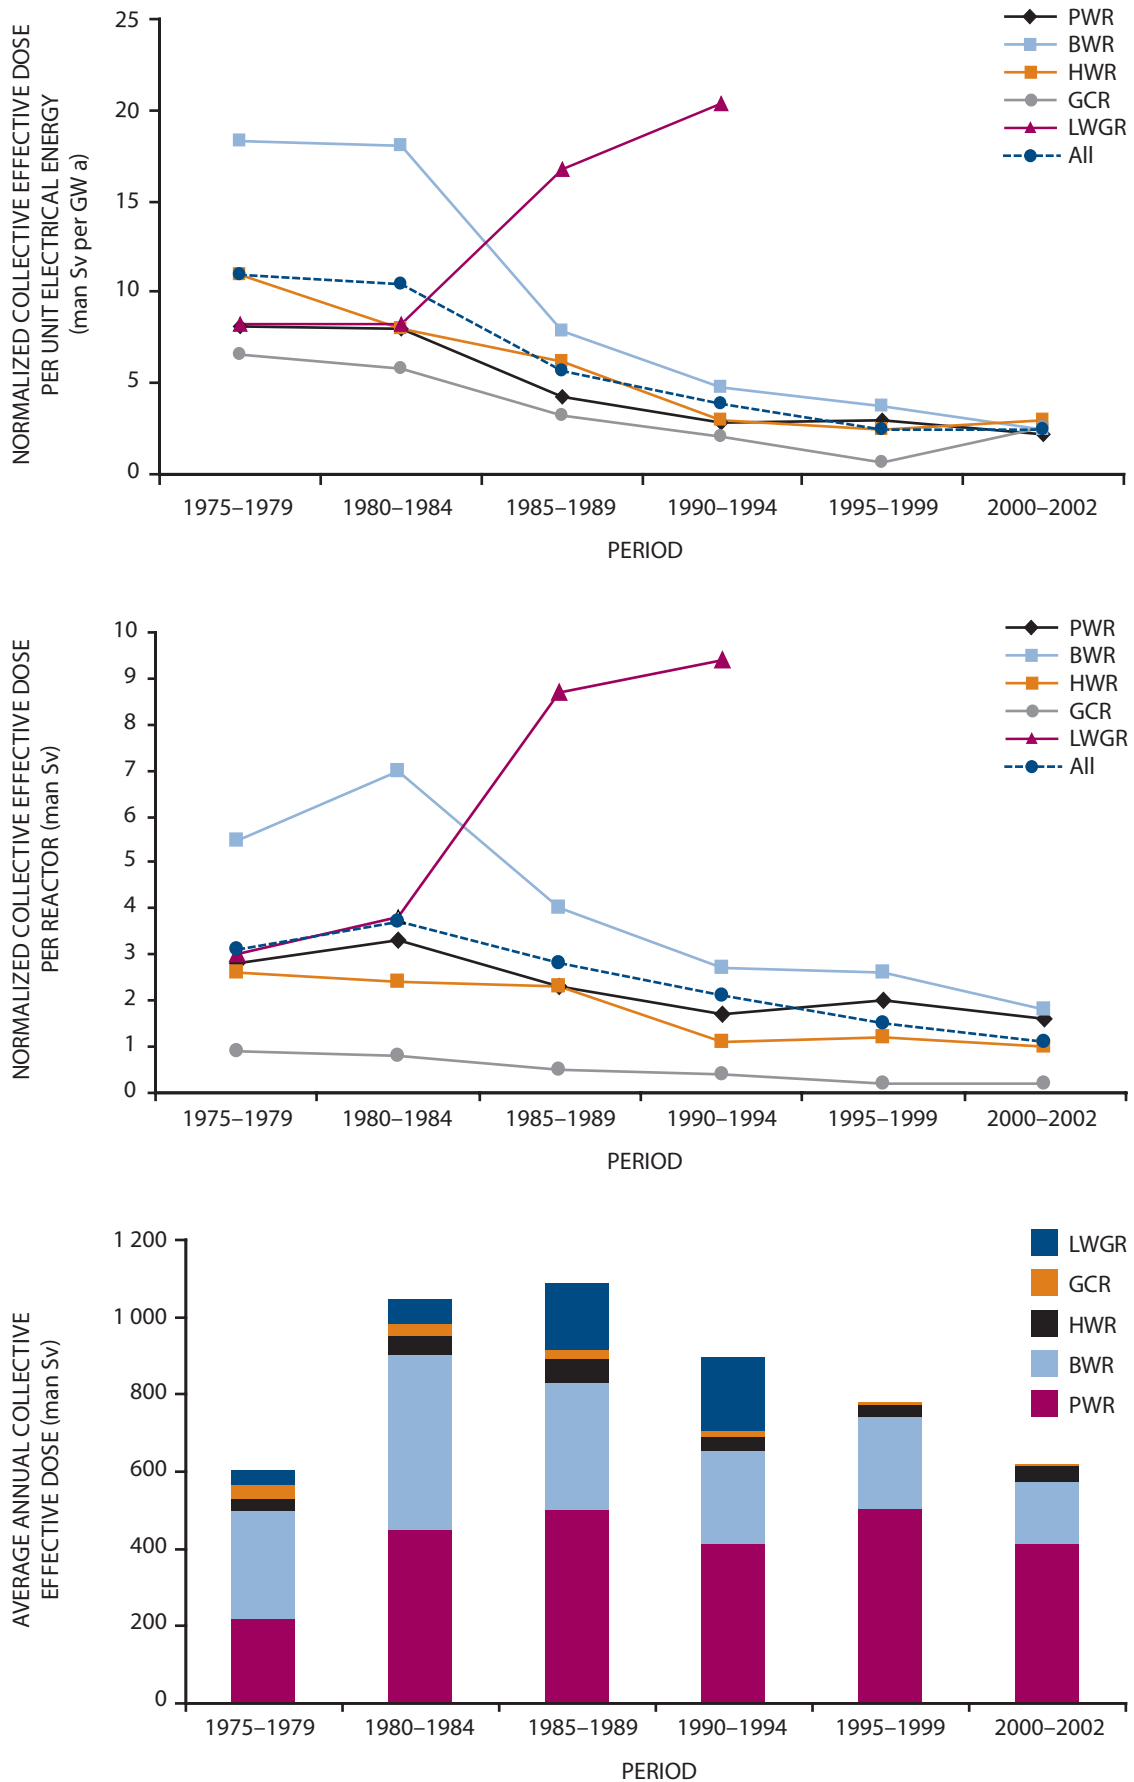 NORMALIZED COLLECTIVE EFFECTIVE DOSE
PER UNIT ELECTRICAL ENERGY
(man Sv per GW a)
25
20
15
10
5
0
PWR
BWR
HWR
GCR
LWGR
All
1975–1979 1980–1984 1985–1989 1990–1994 1995–1999 2000–2002
PERIOD
NORMALIZED COLLECTIVE EFFECTIVE DOSE
PER REACTOR (man Sv)
10
9
8
7
6
5
4
3
2
1
0
PWR
BWR
HWR
GCR
LWGR
All
1975–1979 1980–1984 1985–1989 1990–1994 1995–1999 2000–2002
PERIOD
AVERAGE ANNUAL COLLECTIVE
EFFECTIVE DOSE (man Sv)
1 200
1 000
800
600
400
200
0
LWGR
GCR
HWR
BWR
PWR
1975–1979 1980–1984 1985–1989 1990–1994 1995–1999 2000–2002
PERIOD